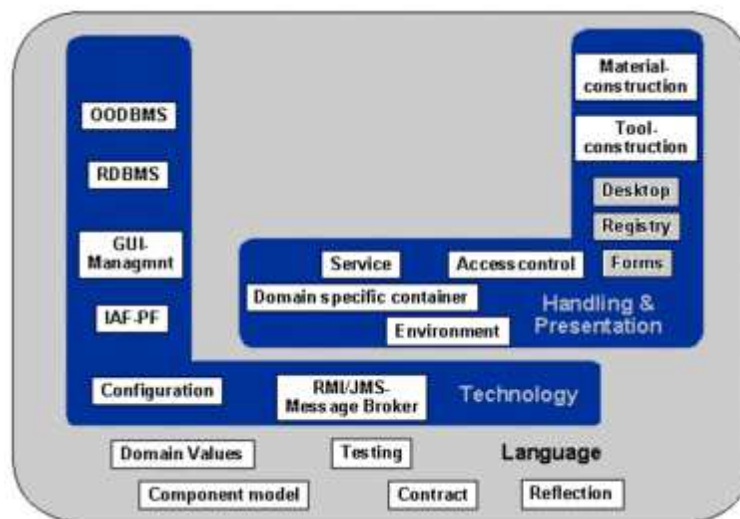 Material-
construction
OODBMS
Tool-
construction
RDBMS
Desktop
Registry
GUI-
Managmnt
Service
Access control
Forms
Domain specific container
Handling &
Presentation
IAF-PF
Environment
Configuration
RMI/JMS-
Message Broker
Technology
Domain Values
Testing
Language
Component model
Contract
Reflection